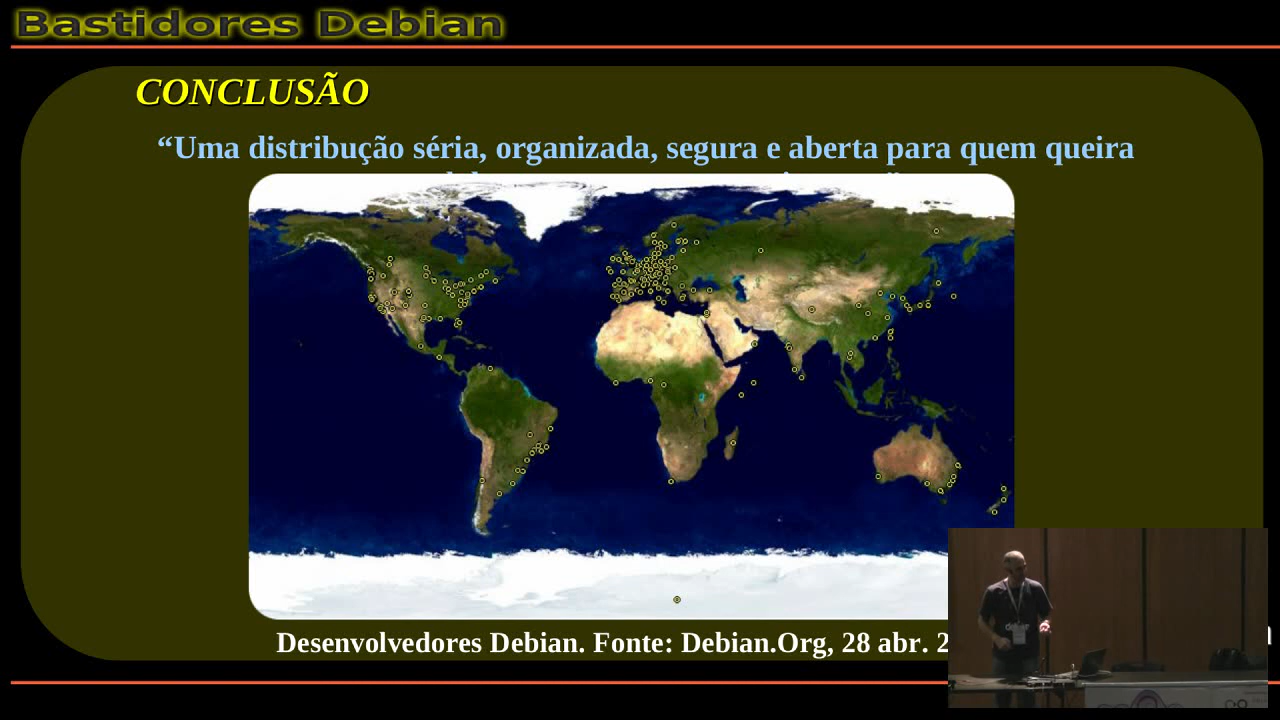 Bastidores Debian
CONCLUSÃO
“Uma distribução séria, organizada, segura e aberta para quem queira
Desenvolvedores Debian. Fonte: Debian.Org, 28 abr. 2